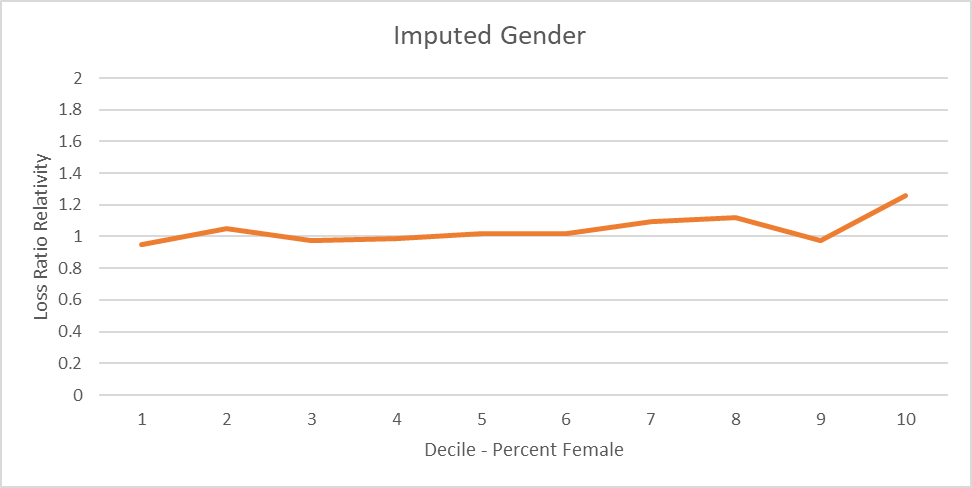 Imputed Gender
2
1.8
1.6
1.4
1.2
1
0.8
0.6
0.4
0.2
0
Loss Ratio Relativity
1 2 3 4 5 6 7 8 9 10
Decile - Percent Female